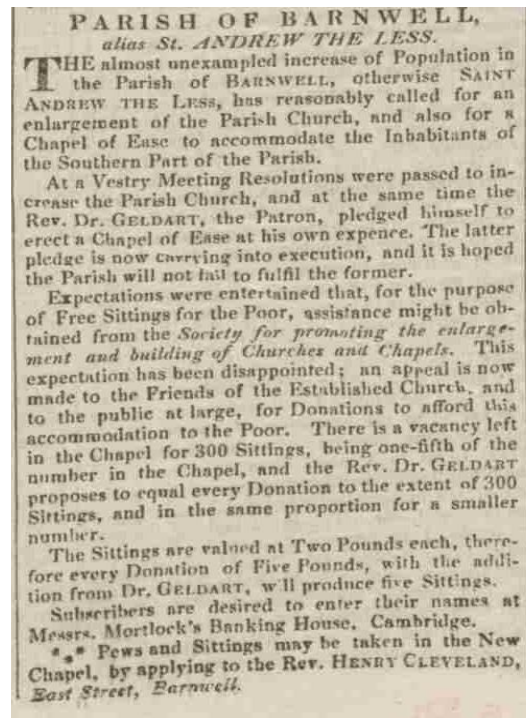 PARISH OF BARNWELL,
alias St. ANDREW THE LESS.
THE almost unexampled increase of Population in
the Parish of BARNWELL, otherwise SAINT
ANDREW THE LESS, has reasonably called for an
enlargement of the Parish Church, and also for a
Chapel of Ease to accommodate the Inhabitants of
the Southern Part of the Parish.
At a Vestry Meeting Resolutions were passed to in-
crease the Parish Church, and at the same time the
Rev. Dr. GELDART, the Patron, pledged himself to
erect a Chapel of Ease at his own expence. The latter
pledge is now carrying into execution, and it is hoped
the Parish will not fail to fulfil the former.
Expectations were entertained that, for the purpose
of Free Sittings for the Poor, assistance might be ob-
tained from the Society for promoting the enlarge-
ment and building of Churches and Chapels. This
expectation has been disappointed; an appeal is now
made to the Friends of the Established Church, and
to the public at large, for Donations to afford this
accommodation to the Poor. There is a vacancy left
in the Chapel for 300 Sittings, being one-fifth of the
number in the Chapel, and the Rev. Dr. GELDART
proposes to equal every Donation to the extent of 300
Sittings, and in the same proportion for a smaller
number.
The Sittings are valued at Two Pounds each, there-
fore every Donation of Five Pounds, with the addi-
tion from Dr. GELDART, will produce five Sittings.
Subscribers are desired to enter their names at
Messrs. Mortlock's Banking House, Cambridge.
*** Pews and Sittings may be taken in the New
Chapel, by applying to the Rev. HENRY CLEVELAND,
East Street, Barnwell.